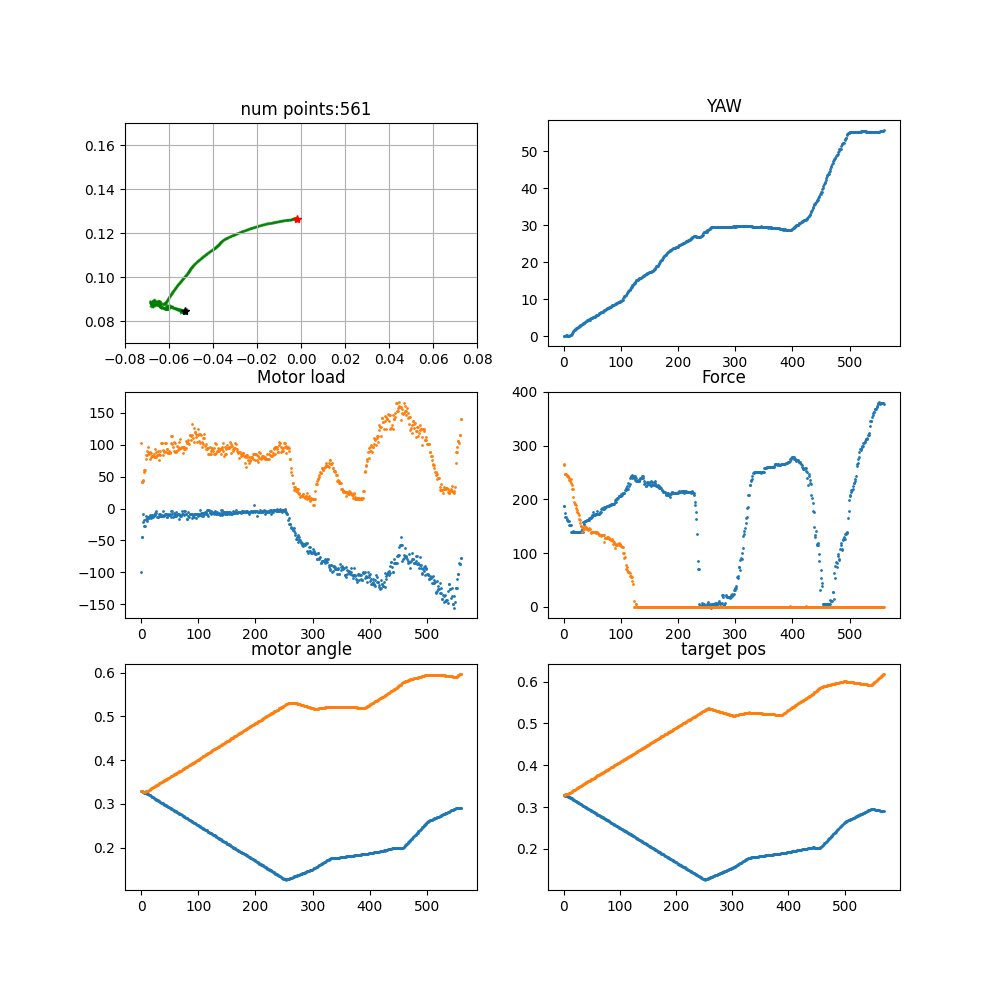 num points:561
YAW
0.16
0.14
0.12
0.10
0.08
−0.08 −0.06 −0.04 −0.02 0.00 0.02 0.04 0.06 0.08
50
40
30
20
10
0
0 100 200 300 400 500
Motor load
Force
150
100
50
0
−50
−100
−150
0 100 200 300 400 500
400
300
200
100
0
0 100 200 300 400 500
motor angle
target pos
0.6
0.5
0.4
0.3
0.2
0 100 200 300 400 500
0.6
0.5
0.4
0.3
0.2
0 100 200 300 400 500